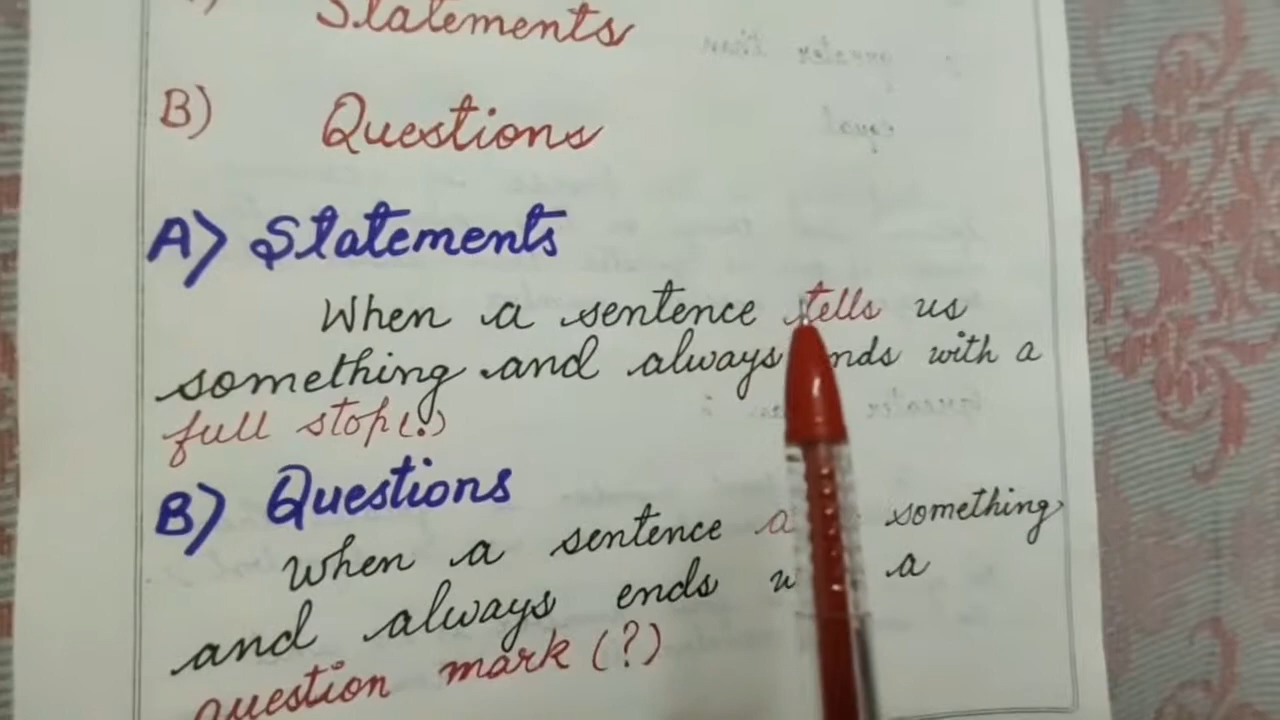 Statements
B) Questions
A) Statements
When a sentence tells us
something and always ends with a
full stop (.)
B) Questions
When a sentence something
and always ends a
question mark (?)